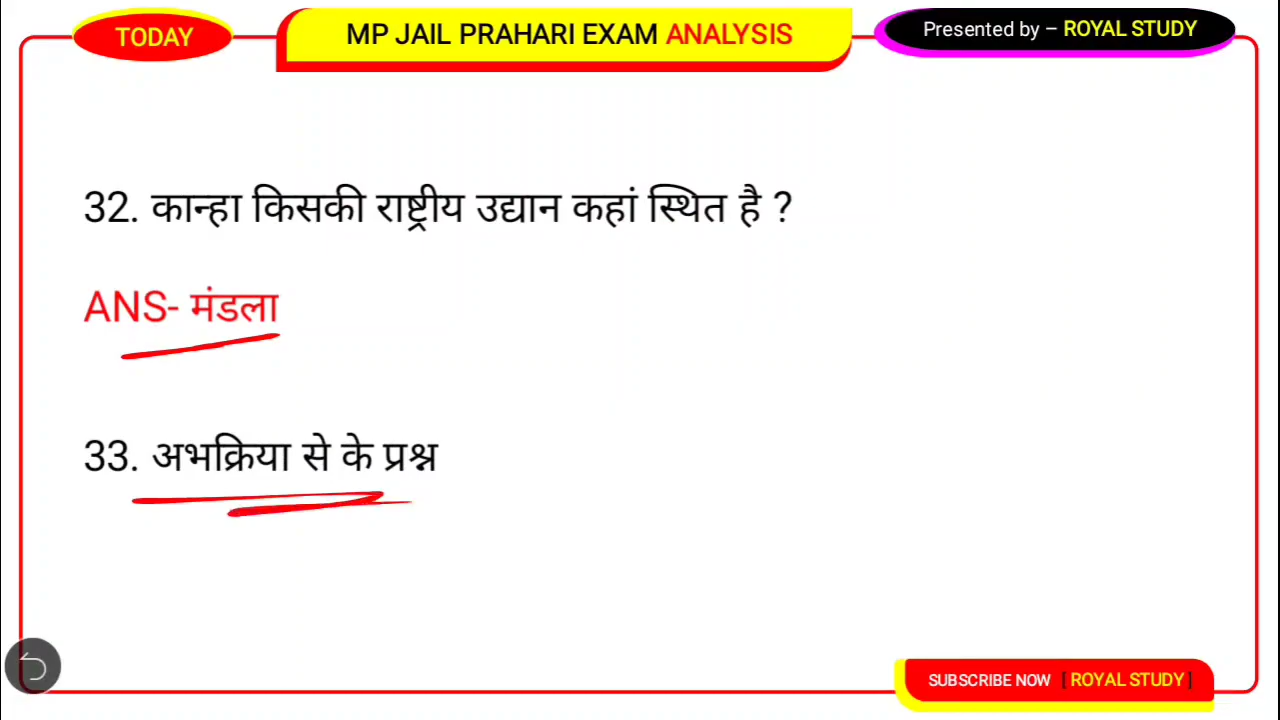 TODAY
MP JAIL PRAHARI EXAM ANALYSIS
Presented by – ROYAL STUDY
32. कान्हा किसकी राष्ट्रीय उद्यान कहां स्थित है ?
ANS- मंडला
33. अभक्रिया से के प्रश्न
SUBSCRIBE NOW [ ROYAL STUDY ]